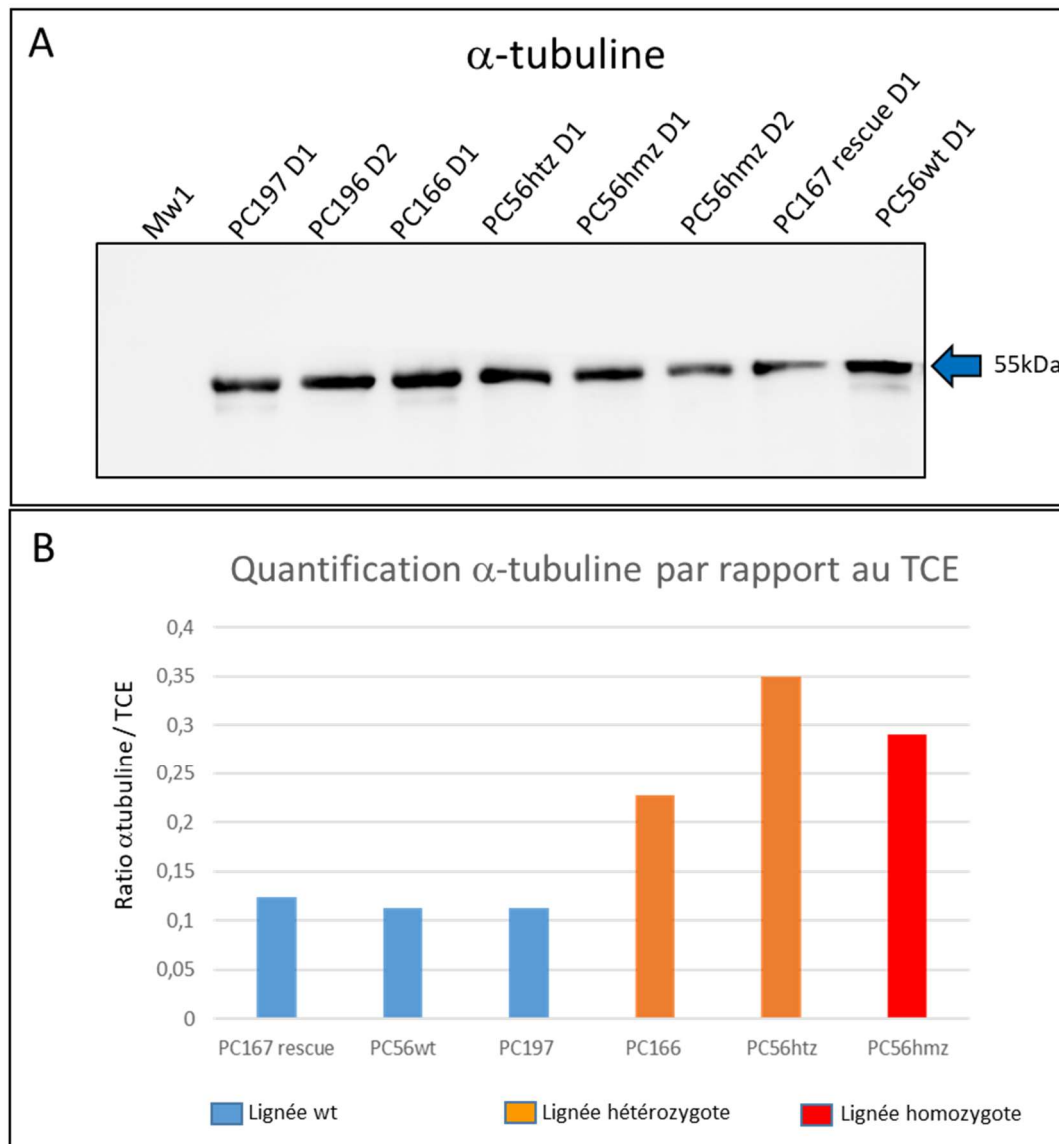 A
α-tubuline
Mw1
PC197 D1
PC196 D2
PC166 D1
PC56htz D1
PC56hmz D1
PC56hmz D2
PC167 rescue D1
PC56wt D1
55kDa
B
Quantification α-tubuline par rapport au TCE
Ratio αtubuline / TCE
0,4
0,35
0,3
0,25
0,2
0,15
0,1
0,05
0
PC167 rescue
PC56wt
PC197
PC166
PC56htz
PC56hmz
Lignée wt
Lignée hétérozygote
Lignée homozygote